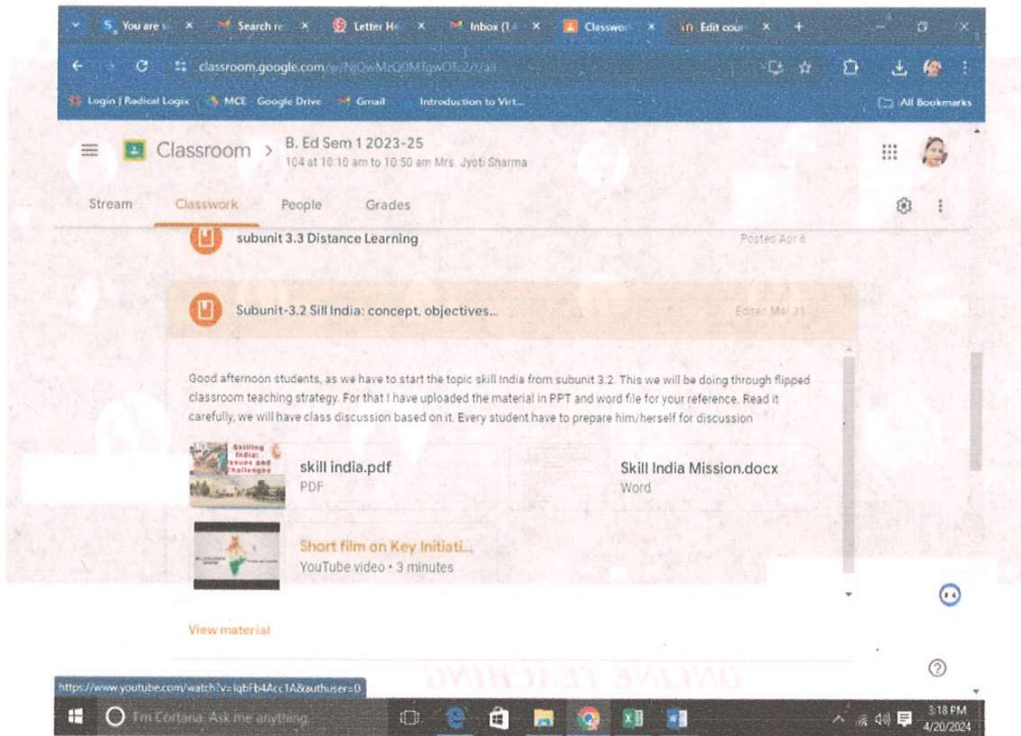 You are s
Search re
Letter He
Inbox (1
Classwor
Edit cour
classroom.google.com
Login | Radical Logix
MCE
Google Drive
Gmail
Introduction to Virt...
All Bookmarks
Classroom > B. Ed Sem 1 2023-25
104 at 10:10 am to 10:50 am Mrs. Jyoti Sharma
Stream Classwork People Grades
subunit 3.3 Distance Learning Posted Apr 6
Subunit-3.2 Sill India: concept. objectives... Edited Mar 11
Good afternoon students, as we have to start the topic skill India from subunit 3.2. This we will be doing through flipped
classroom teaching strategy. For that I have uploaded the material in PPT and word file for your reference. Read it
carefully, we will have class discussion based on it. Every student have to prepare him/herself for discussion
Skilling
India:
Issues and
Challenges
skill india.pdf
PDF
Skill India Mission.docx
Word
Short film on Key Initiati...
YouTube video • 3 minutes
View material
ONLINE TEACHING
https://www.youtube.com/watch?v=IqbFb4Acc1A&authuser=0
I'm Cortana. Ask me anything.
3:18 PM
4/20/2024